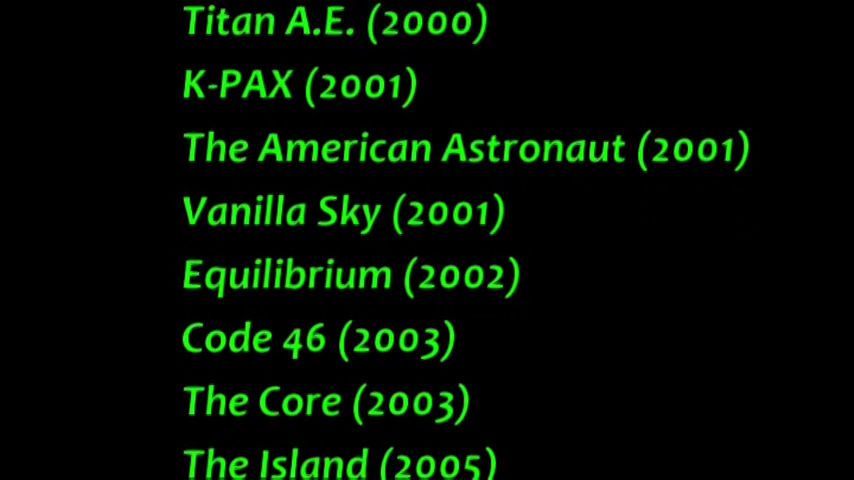 Titan A.E. (2000)
K-PAX (2001)
The American Astronaut (2001)
Vanilla Sky (2001)
Equilibrium (2002)
Code 46 (2003)
The Core (2003)
The Island (2005)